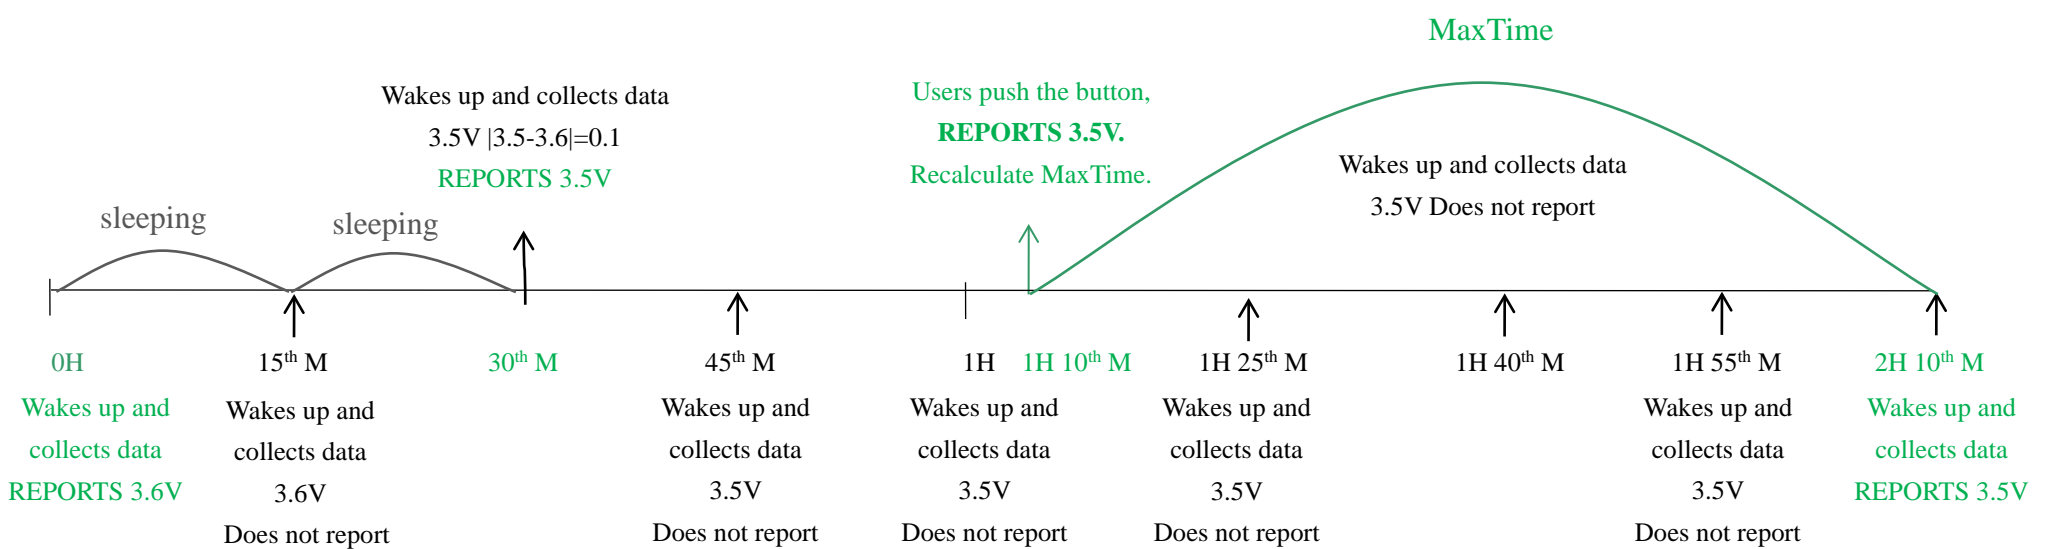 MaxTime
Wakes up and collects data
3.5V |3.5-3.6|=0.1
REPORTS 3.5V
Users push the button,
REPORTS 3.5V.
Recalculate MaxTime.
Wakes up and collects data
3.5V Does not report
sleeping
sleeping
0H
Wakes up and
collects data
REPORTS 3.6V
15th M
Wakes up and
collects data
3.6V
Does not report
30th M
45th M
Wakes up and
collects data
3.5V
Does not report
1H
Wakes up and
collects data
3.5V
Does not report
1H 10th M
1H 25th M
Wakes up and
collects data
3.5V
Does not report
1H 40th M
1H 55th M
Wakes up and
collects data
3.5V
Does not report
2H 10th M
Wakes up and
collects data
REPORTS 3.5V